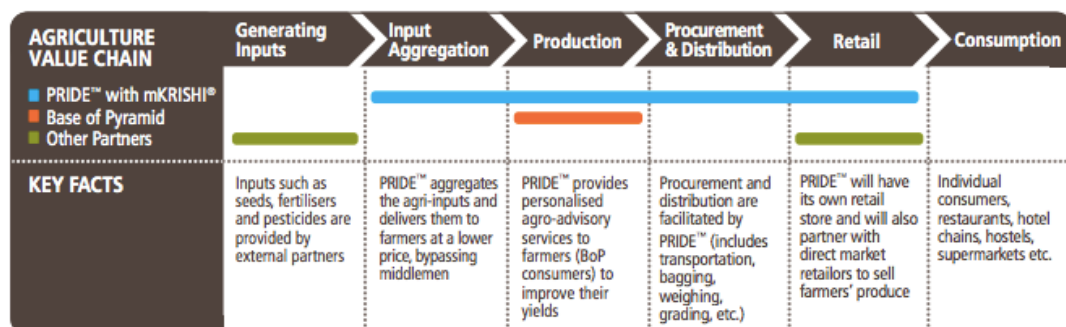 AGRICULTURE
VALUE CHAIN
Generating
Inputs
Input
Aggregation
Production
Procurement
& Distribution
Retail
Consumption
PRIDE™ with mKRISHI®
Base of Pyramid
Other Partners
KEY FACTS
Inputs such as
seeds, fertilisers
and pesticides are
provided by
external partners
PRIDE™ aggregates
the agri-inputs and
delivers them to
farmers at a lower
price, bypassing
middlemen
PRIDE™ provides
personalised
agro-advisory
services to
farmers (BoP
consumers) to
improve their
yields
Procurement and
distribution are
facilitated by
PRIDE™ (includes
transportation,
bagging,
weighing,
grading, etc.)
PRIDE™ will have
its own retail
store and will also
partner with
direct market
retailors to sell
farmers' produce
Individual
consumers,
restaurants, hotel
chains, hostels,
supermarkets etc.